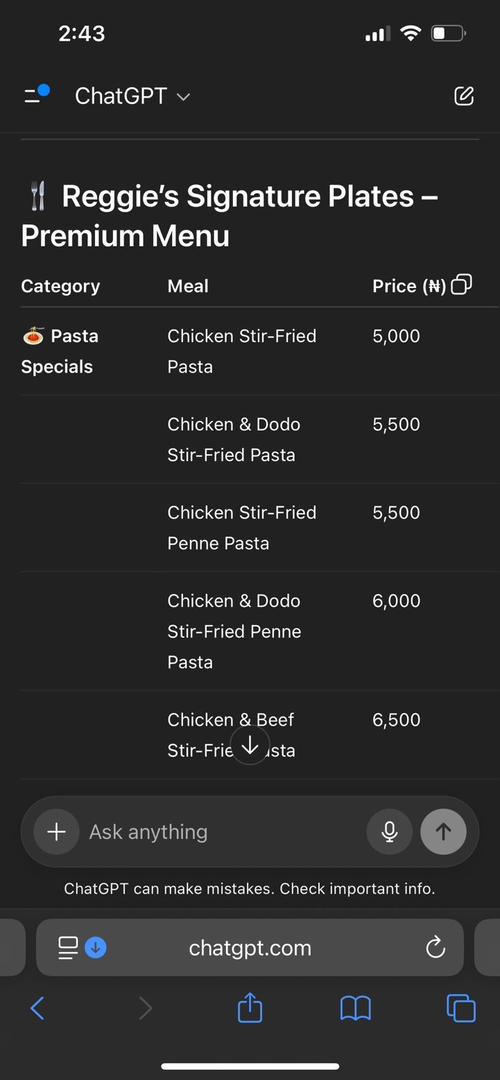 2:43
ChatGPT
Reggie’s Signature Plates –
Premium Menu
Category Meal Price (₦)
Pasta Specials
Chicken Stir-Fried
Pasta
5,000
Chicken & Dodo
Stir-Fried Pasta
5,500
Chicken Stir-Fried
Penne Pasta
5,500
Chicken & Dodo
Stir-Fried Penne
Pasta
6,000
Chicken & Beef
Stir-Frie sta
6,500
Ask anything
ChatGPT can make mistakes. Check important info.
chatgpt.com